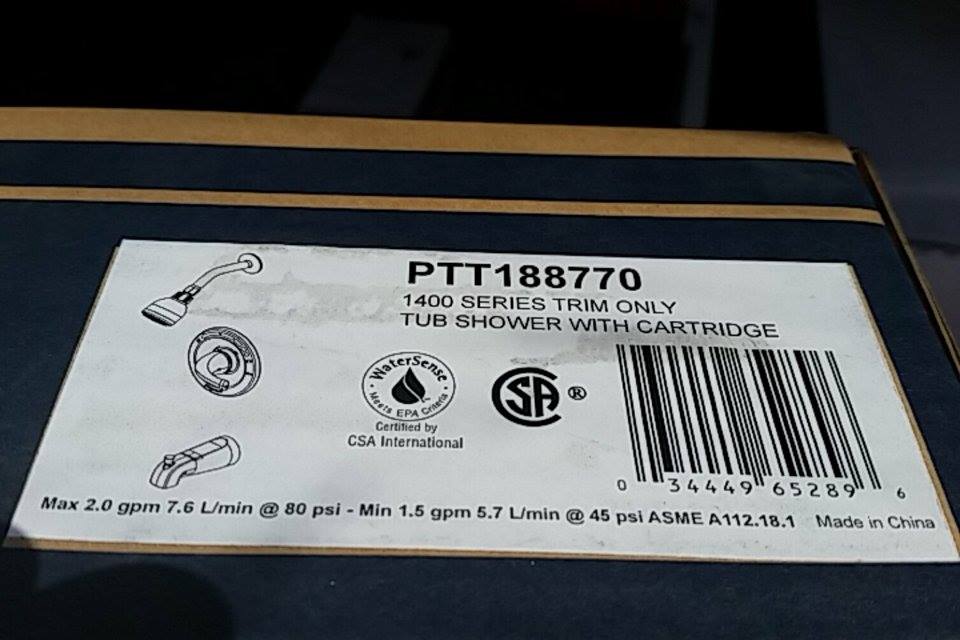 PTT188770
1400 SERIES TRIM ONLY
TUB SHOWER WITH CARTRIDGE
WaterSense
Meets EPA Criteria
Certified by
CSA International
CSA®
0 34449 65289 6
Max 2.0 gpm 7.6 L/min @ 80 psi - Min 1.5 gpm 5.7 L/min @ 45 psi ASME A112.18.1 Made in China